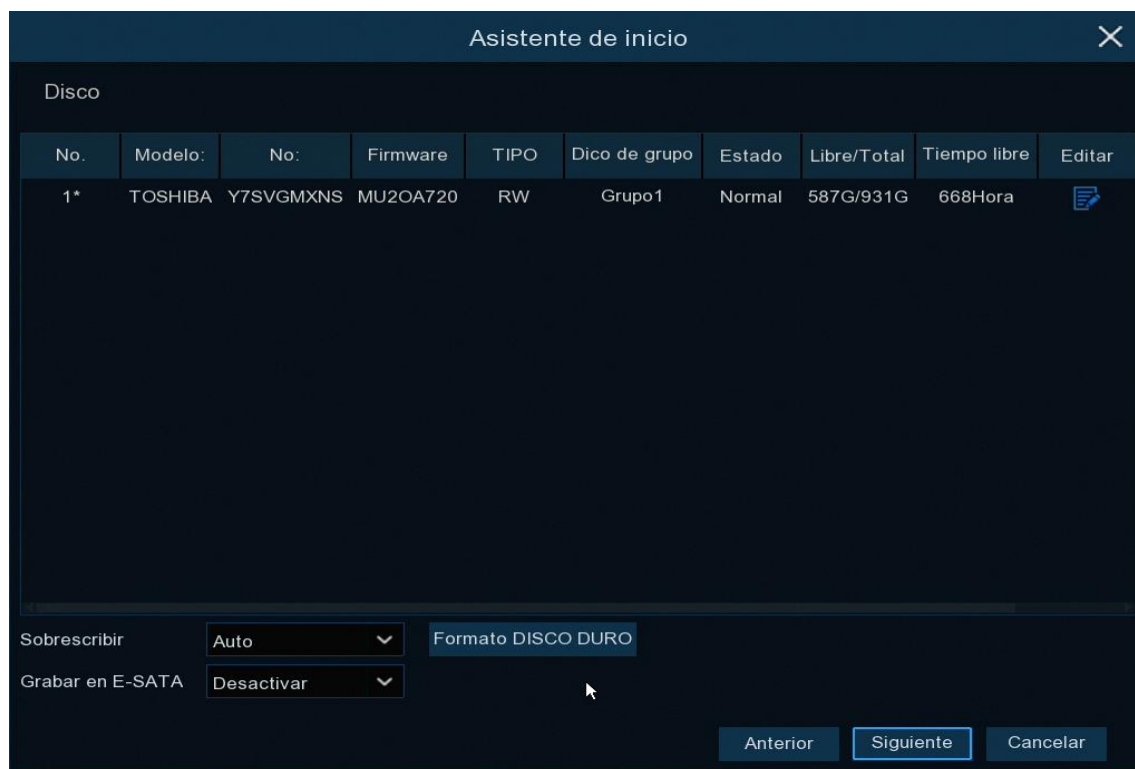 Asistente de inicio
Disco
No. Modelo: No: Firmware TIPO Dico de grupo Estado Libre/Total Tiempo libre Editar
1* TOSHIBA Y7SVGMXNS MU2OA720 RW Grupo1 Normal 587G/931G 668Hora
Sobrescribir Auto Formato DISCO DURO
Grabar en E-SATA Desactivar
Anterior Siguiente Cancelar